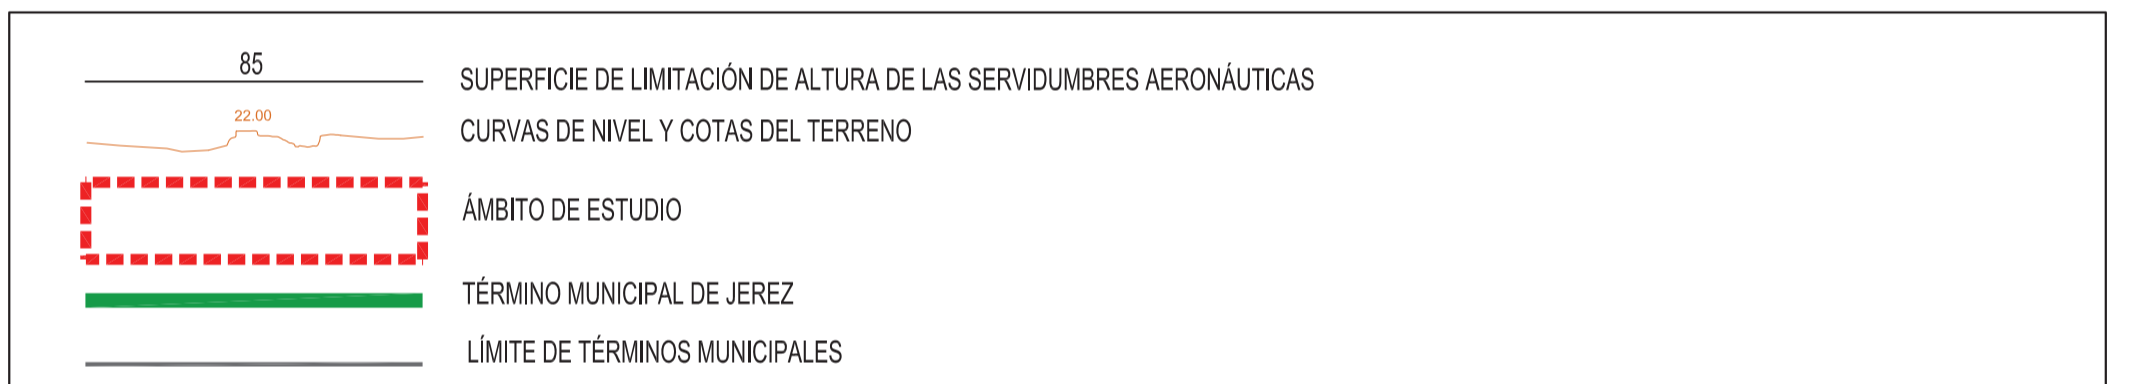 85
SUPERFICIE DE LIMITACIÓN DE ALTURA DE LAS SERVIDUMBRES AERONÁUTICAS
22.00
CURVAS DE NIVEL Y COTAS DEL TERRENO
ÁMBITO DE ESTUDIO
TÉRMINO MUNICIPAL DE JEREZ
LÍMITE DE TÉRMINOS MUNICIPALES